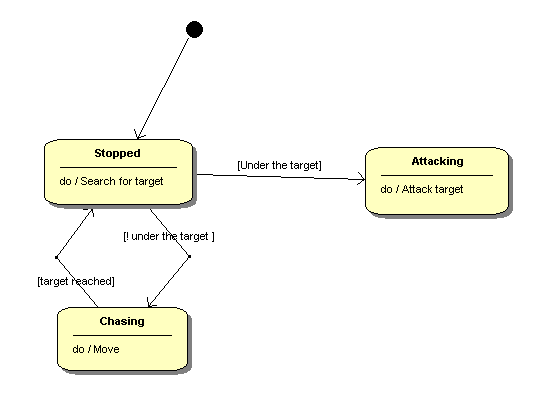 Stopped
do / Search for target
[Under the target]
Attacking
do / Attack target
[! under the target ]
[target reached]
Chasing
do / Move